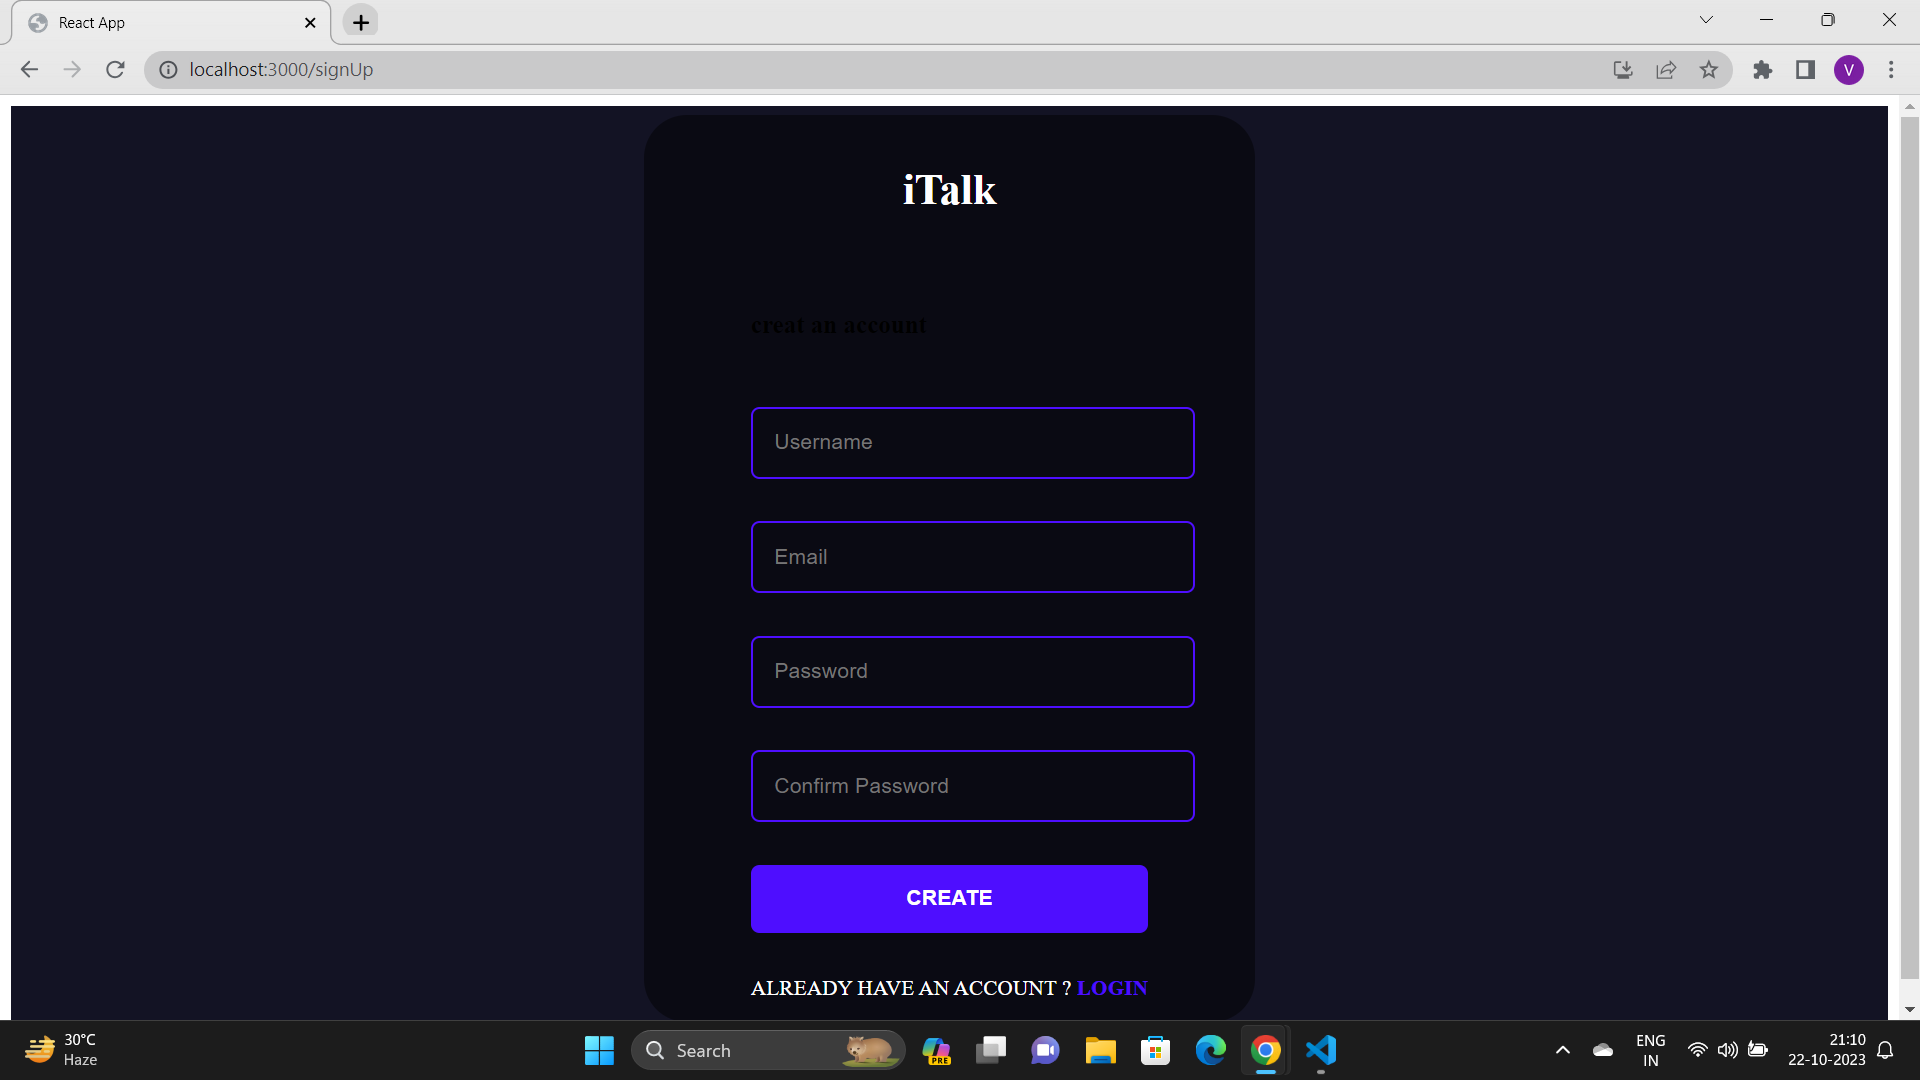 React App
localhost:3000/signUp
V
iTalk
creat an account
Username
Email
Password
Confirm Password
CREATE
ALREADY HAVE AN ACCOUNT ? LOGIN
30°C
Haze
Search
PRE
ENG
IN
21:10
22-10-2023